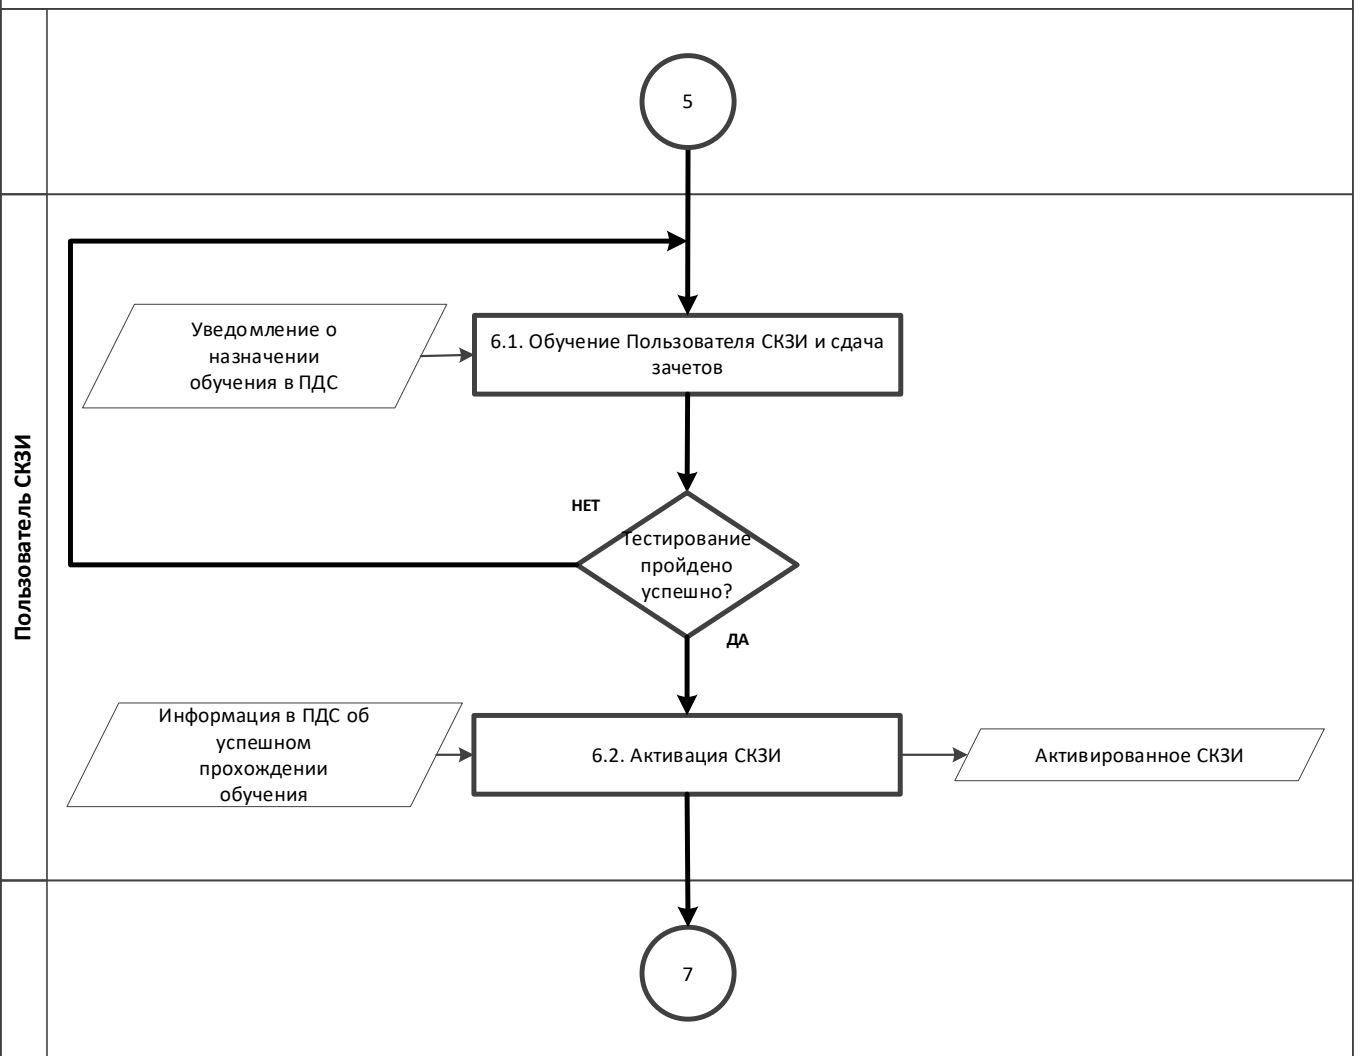 5
Уведомление о
назначении
обучения в ПДС
6.1. Обучение Пользователя СКЗИ и сдача
зачетов
НЕТ
Тестирование
пройдено
успешно?
ДА
Пользователь СКЗИ
Информация в ПДС об
успешном
прохождении
обучения
6.2. Активация СКЗИ
Активированное СКЗИ
7